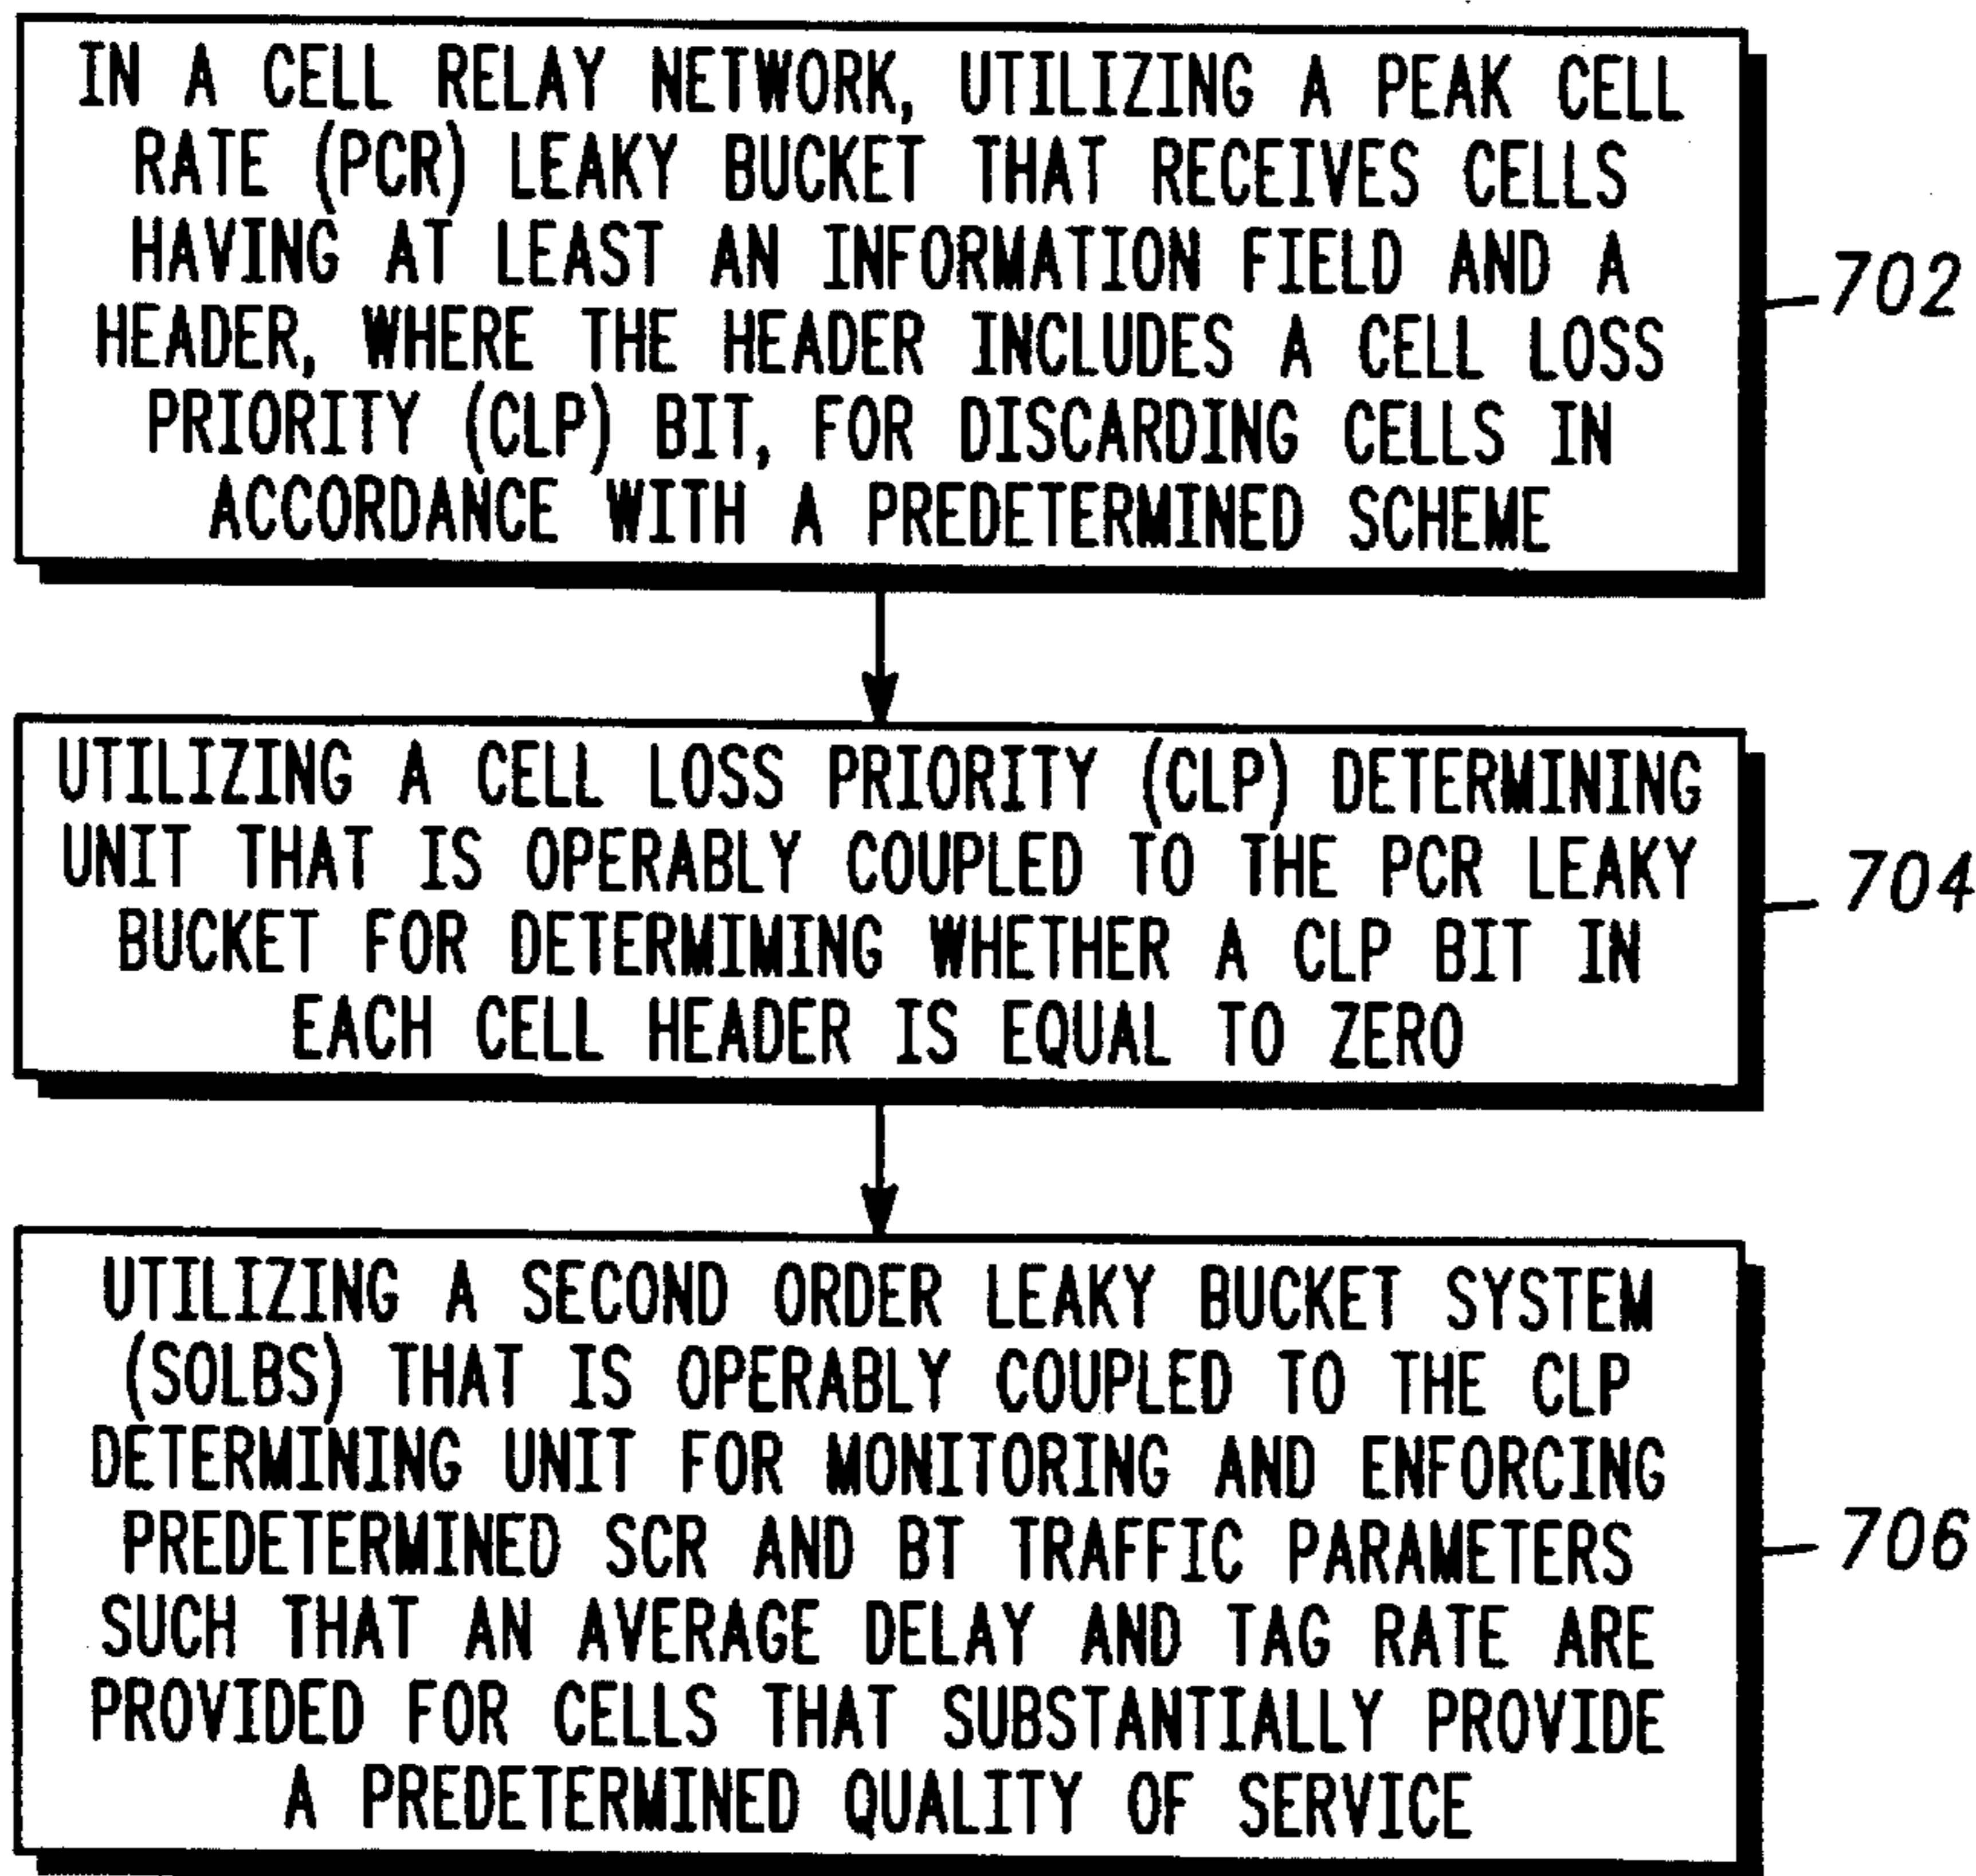 IN A CELL RELAY NETWORK, UTILIZING A PEAK CELL
RATE (PCR) LEAKY BUCKET THAT RECEIVES CELLS
HAVING AT LEAST AN INFORMATION FIELD AND A
HEADER, WHERE THE HEADER INCLUDES A CELL LOSS
PRIORITY (CLP) BIT, FOR DISCARDING CELLS IN
ACCORDANCE WITH A PREDETERMINED SCHEME
702
UTILIZING A CELL LOSS PRIORITY (CLP) DETERMINING
UNIT THAT IS OPERABLY COUPLED TO THE PCR LEAKY
BUCKET FOR DETERMIMING WHETHER A CLP BIT IN
EACH CELL HEADER IS EQUAL TO ZERO
704
UTILIZING A SECOND ORDER LEAKY BUCKET SYSTEM
(SOLBS) THAT IS OPERABLY COUPLED TO THE CLP
DETERMINING UNIT FOR MONITORING AND ENFORCING
PREDETERMINED SCR AND BT TRAFFIC PARAMETERS
SUCH THAT AN AVERAGE DELAY AND TAG RATE ARE
PROVIDED FOR CELLS THAT SUBSTANTIALLY PROVIDE
A PREDETERMINED QUALITY OF SERVICE
706